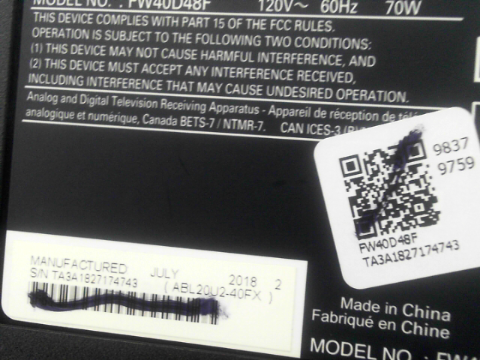 MODEL NO. : FW40D48F 120V~ 60Hz 70W
THIS DEVICE COMPLIES WITH PART 15 OF THE FCC RULES.
OPERATION IS SUBJECT TO THE FOLLOWING TWO CONDITIONS:
(1) THIS DEVICE MAY NOT CAUSE HARMFUL INTERFERENCE, AND
(2) THIS DEVICE MUST ACCEPT ANY INTERFERENCE RECEIVED,
INCLUDING INTERFERENCE THAT MAY CAUSE UNDESIRED OPERATION.
Analog and Digital Television Receiving Apparatus - Appareil de réception de
analogique et numérique, Canada BETS-7 / NTMR-7. CAN ICES-3
9837
9759
FW40D48F
TA3A1827174743
MANUFACTURED JULY 2018 2
S/N TA3A1827174743 ( ABL20U2-40FX )
Made in China
Fabriqué en Chine
MODEL NO.